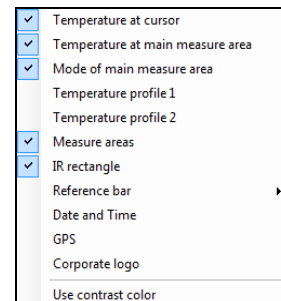 Temperature at cursor
Temperature at main measure area
Mode of main measure area
Temperature profile 1
Temperature profile 2
Measure areas
IR rectangle
Reference bar
Date and Time
GPS
Corporate logo
Use contrast color